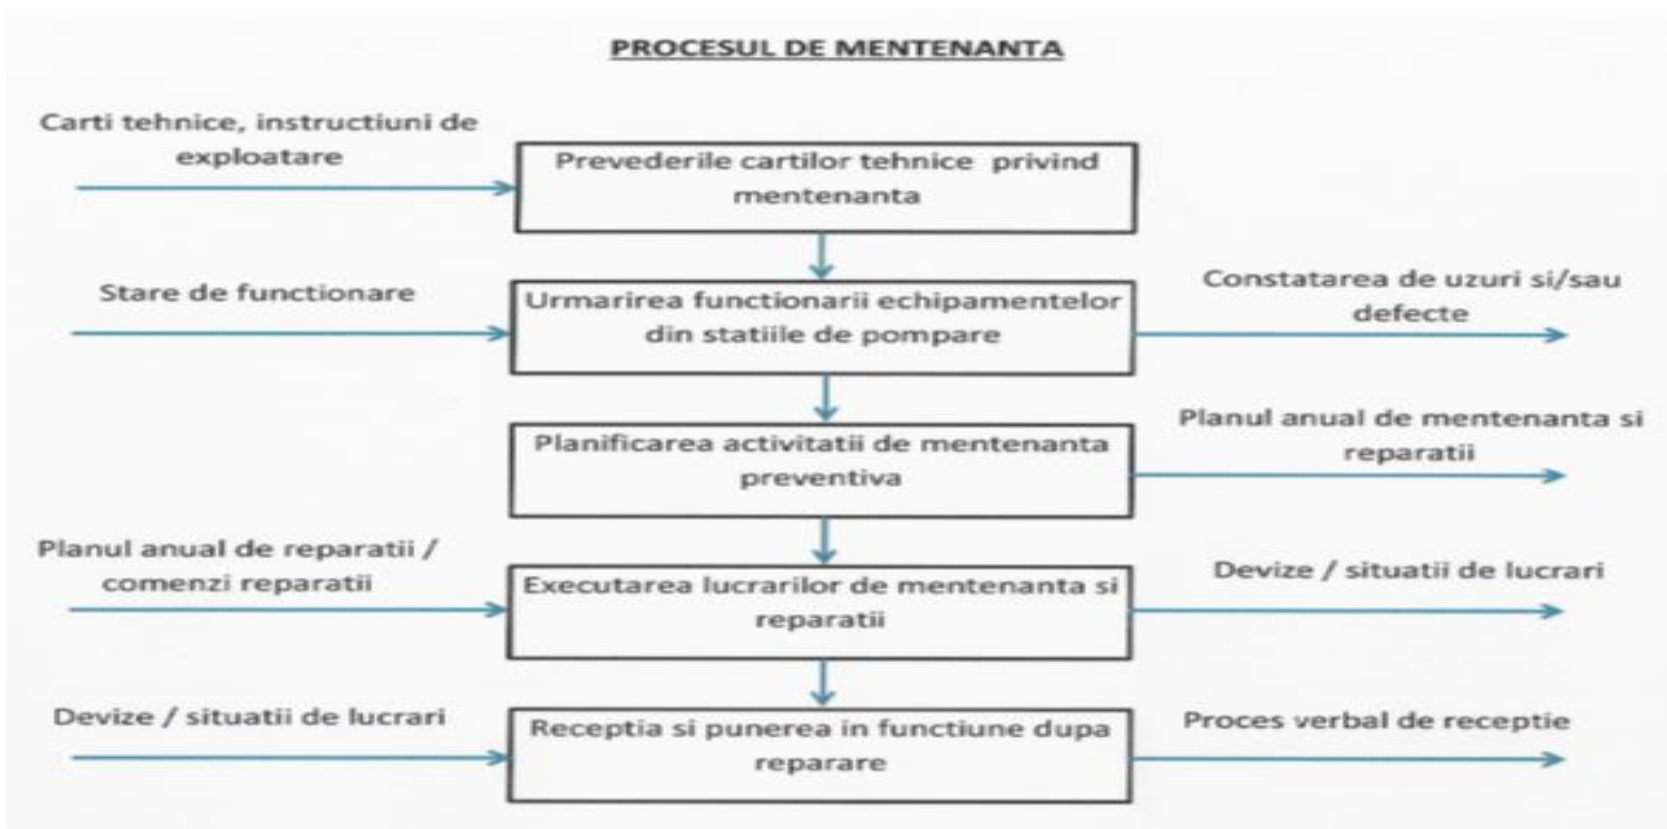 PROCESUL DE MENTENANTA
Carti tehnice, instructiuni de
exploatare
Prevederile cartilor tehnice privind
mentenanta
Stare de functionare
Urmarirea functionarii echipamentelor
din statiile de pompare
Constatarea de uzuri si/sau
defecte
Planificarea activitatii de mentenanta
preventiva
Planul anual de mentenanta si
reparatii
Planul anual de reparatii /
comenzi reparatii
Executarea lucrarilor de mentenanta si
reparatii
Devize / situatii de lucrari
Devize / situatii de lucrari
Receptia si punerea in functiune dupa
reparare
Proces verbal de receptie